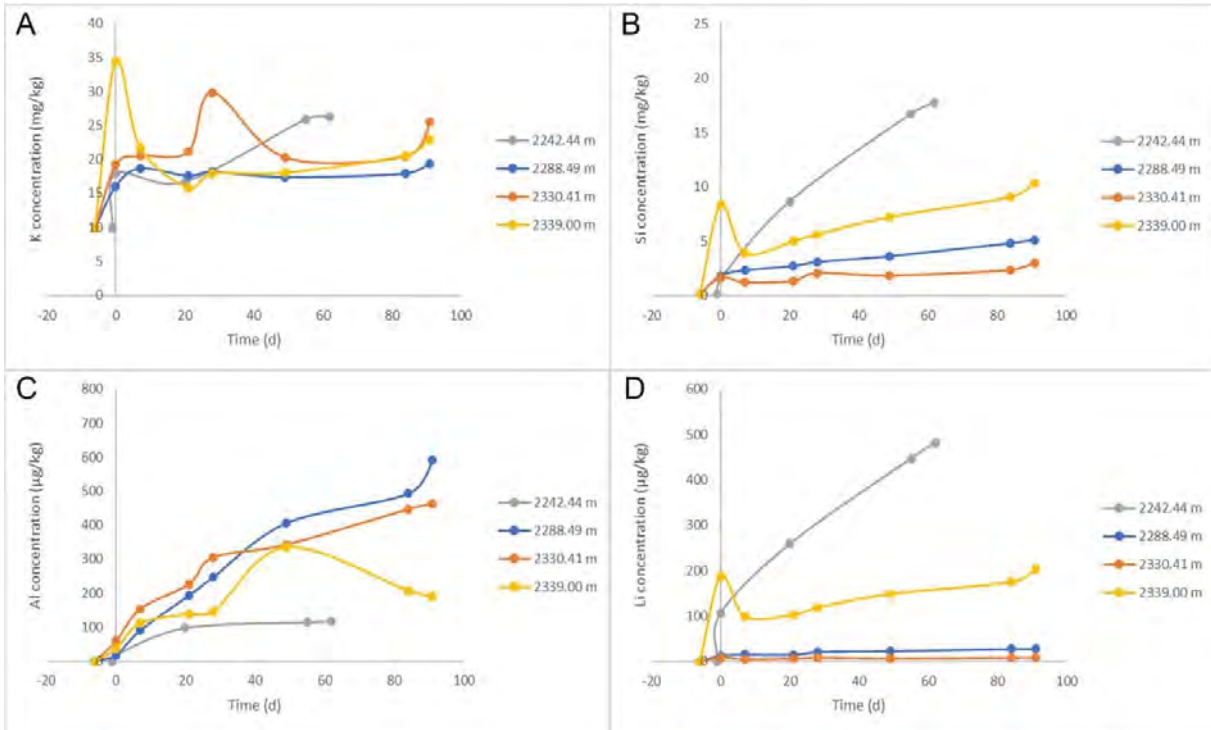 A
K concentration (mg/kg)
40
35
30
25
20
15
10
5
0
-20 0 20 40 60 80 100
Time (d)
2242.44 m
2288.49 m
2330.41 m
2339.00 m
B
Si concentration (mg/kg)
25
20
15
10
5
0
-20 0 20 40 60 80 100
Time (d)
2242.44 m
2288.49 m
2330.41 m
2339.00 m
C
Al concentration (µg/kg)
800
700
600
500
400
300
200
100
0
-20 0 20 40 60 80 100
Time (d)
2242.44 m
2288.49 m
2330.41 m
2339.00 m
D
Li concentration (µg/kg)
600
500
400
300
200
100
0
-20 0 20 40 60 80 100
Time (d)
2242.44 m
2288.49 m
2330.41 m
2339.00 m